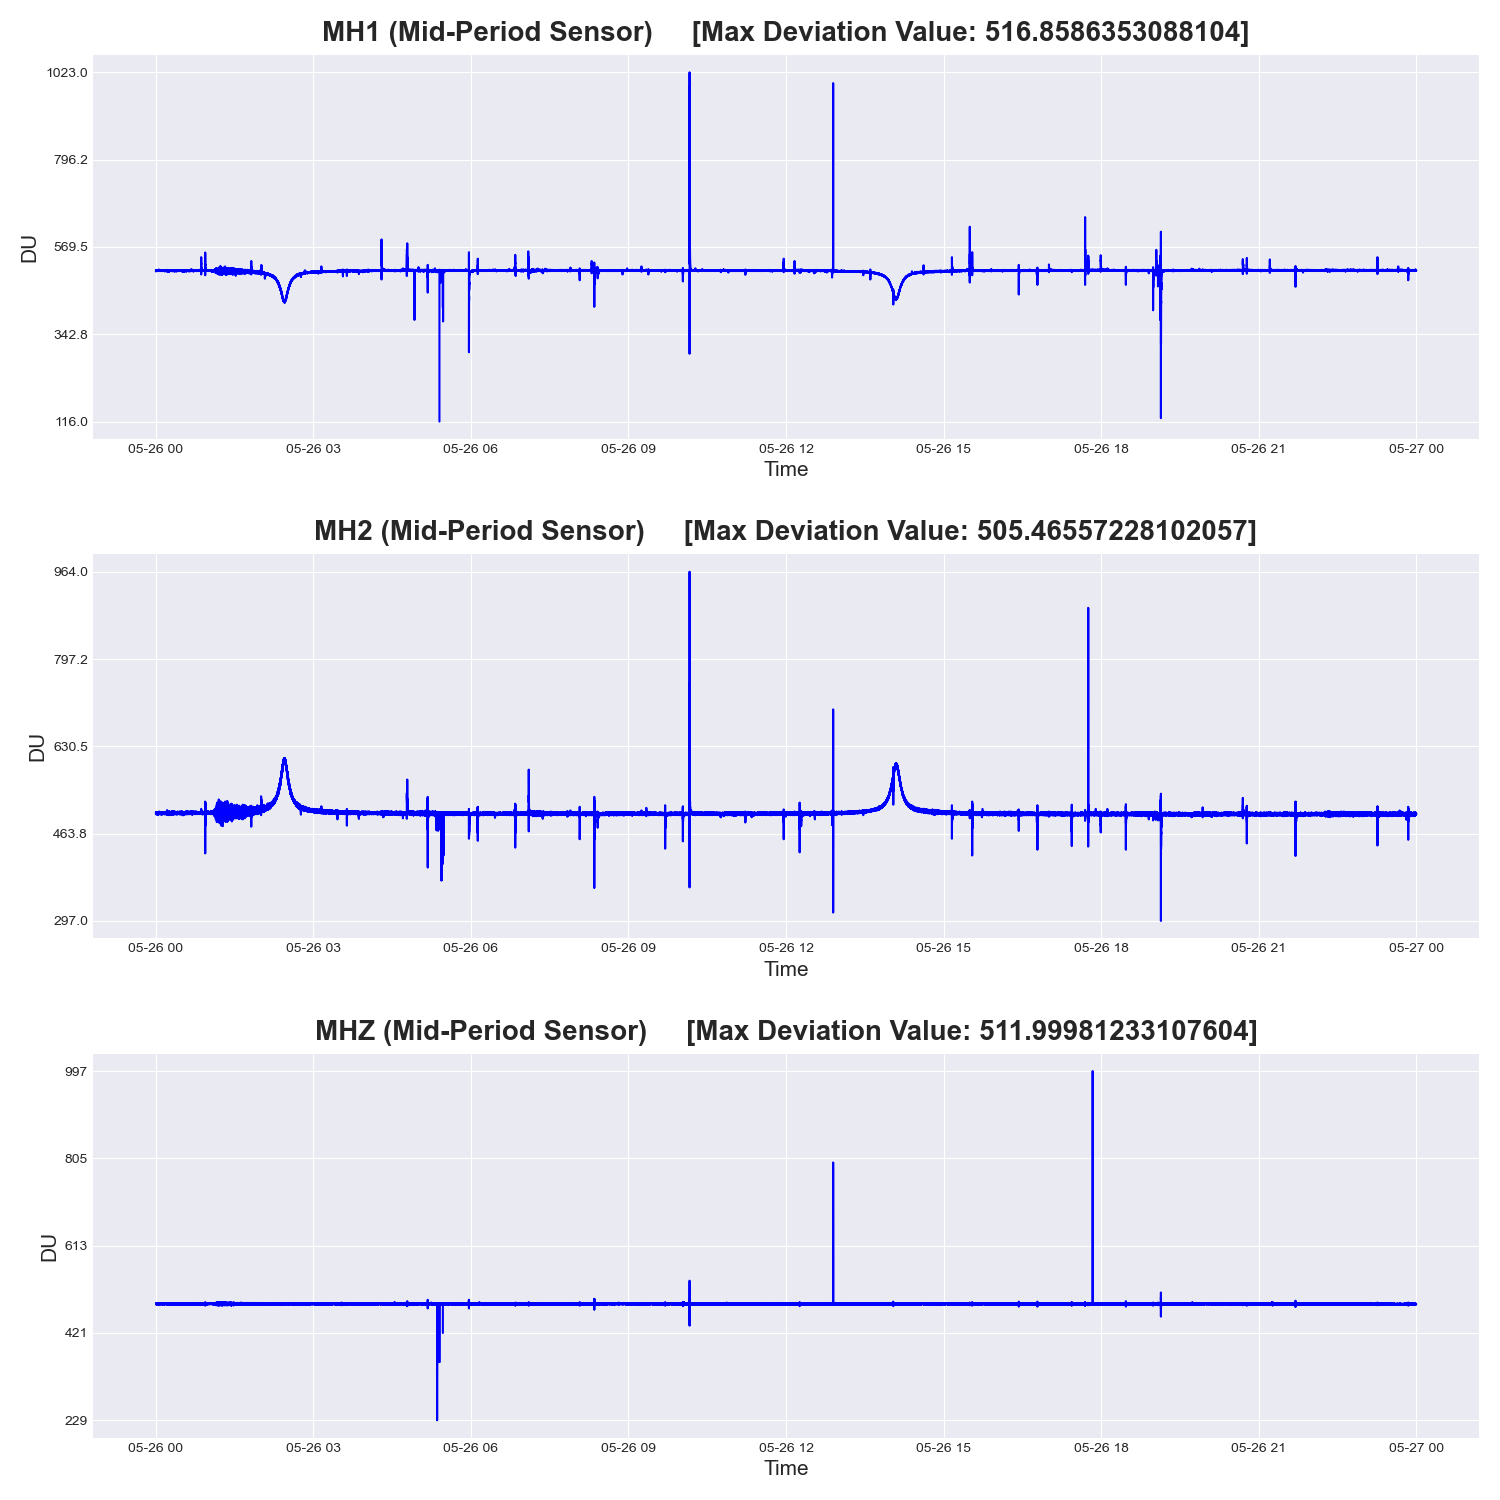 MH1 (Mid-Period Sensor) [Max Deviation Value: 516.8586353088104]
1023.0
796.2
569.5
342.8
116.0
DU
05-26 00 05-26 03 05-26 06 05-26 09 05-26 12 05-26 15 05-26 18 05-26 21 05-27 00
Time
MH2 (Mid-Period Sensor) [Max Deviation Value: 505.46557228102057]
964.0
797.2
630.5
463.8
297.0
DU
05-26 00 05-26 03 05-26 06 05-26 09 05-26 12 05-26 15 05-26 18 05-26 21 05-27 00
Time
MHZ (Mid-Period Sensor) [Max Deviation Value: 511.99981233107604]
997
805
613
421
229
DU
05-26 00 05-26 03 05-26 06 05-26 09 05-26 12 05-26 15 05-26 18 05-26 21 05-27 00
Time